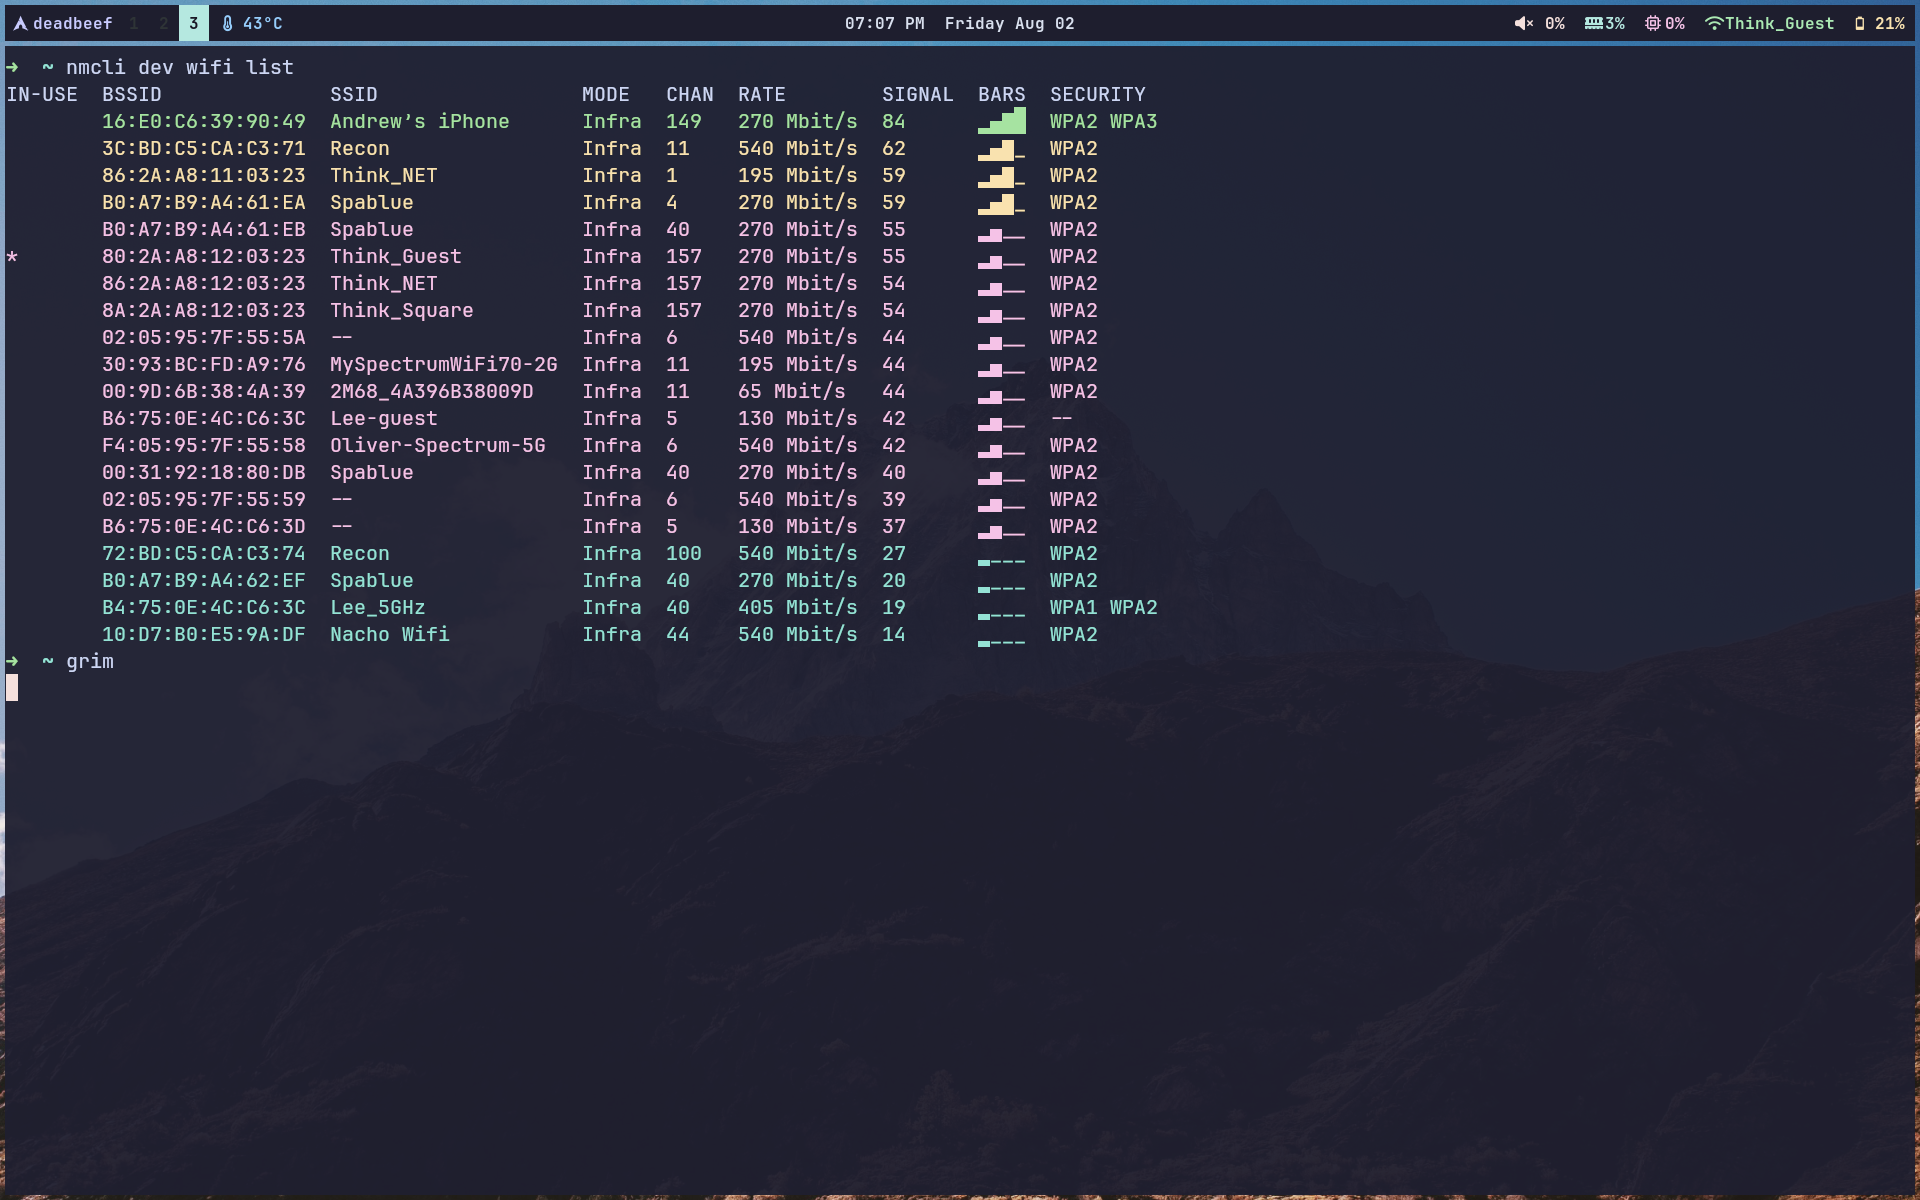 deadbeef 1 2 3 43°C 07:07 PM Friday Aug 02 0% 3% 0% Think_Guest 21%
➜ ~ nmcli dev wifi list
IN-USE BSSID SSID MODE CHAN RATE SIGNAL BARS SECURITY
16:E0:C6:39:90:49 Andrew’s iPhone Infra 149 270 Mbit/s 84 ▂▄▆█ WPA2 WPA3
3C:BD:C5:CA:C3:71 Recon Infra 11 540 Mbit/s 62 ▂▄▆_ WPA2
86:2A:A8:11:03:23 Think_NET Infra 1 195 Mbit/s 59 ▂▄▆_ WPA2
B0:A7:B9:A4:61:EA Spablue Infra 4 270 Mbit/s 59 ▂▄▆_ WPA2
B0:A7:B9:A4:61:EB Spablue Infra 40 270 Mbit/s 55 ▂▄__ WPA2
* 80:2A:A8:12:03:23 Think_Guest Infra 157 270 Mbit/s 55 ▂▄__ WPA2
86:2A:A8:12:03:23 Think_NET Infra 157 270 Mbit/s 54 ▂▄__ WPA2
8A:2A:A8:12:03:23 Think_Square Infra 157 270 Mbit/s 54 ▂▄__ WPA2
02:05:95:7F:55:5A -- Infra 6 540 Mbit/s 44 ▂▄__ WPA2
30:93:BC:FD:A9:76 MySpectrumWiFi70-2G Infra 11 195 Mbit/s 44 ▂▄__ WPA2
00:9D:6B:38:4A:39 2M68_4A396B38009D Infra 11 65 Mbit/s 44 ▂▄__ WPA2
B6:75:0E:4C:C6:3C Lee-guest Infra 5 130 Mbit/s 42 ▂▄__ --
F4:05:95:7F:55:58 Oliver-Spectrum-5G Infra 6 540 Mbit/s 42 ▂▄__ WPA2
00:31:92:18:80:DB Spablue Infra 40 270 Mbit/s 40 ▂▄__ WPA2
02:05:95:7F:55:59 -- Infra 6 540 Mbit/s 39 ▂▄__ WPA2
B6:75:0E:4C:C6:3D -- Infra 5 130 Mbit/s 37 ▂▄__ WPA2
72:BD:C5:CA:C3:74 Recon Infra 100 540 Mbit/s 27 ▂___ WPA2
B0:A7:B9:A4:62:EF Spablue Infra 40 270 Mbit/s 20 ▂___ WPA2
B4:75:0E:4C:C6:3C Lee_5GHz Infra 40 405 Mbit/s 19 ▂___ WPA1 WPA2
10:D7:B0:E5:9A:DF Nacho Wifi Infra 44 540 Mbit/s 14 ▂___ WPA2
➜ ~ grim